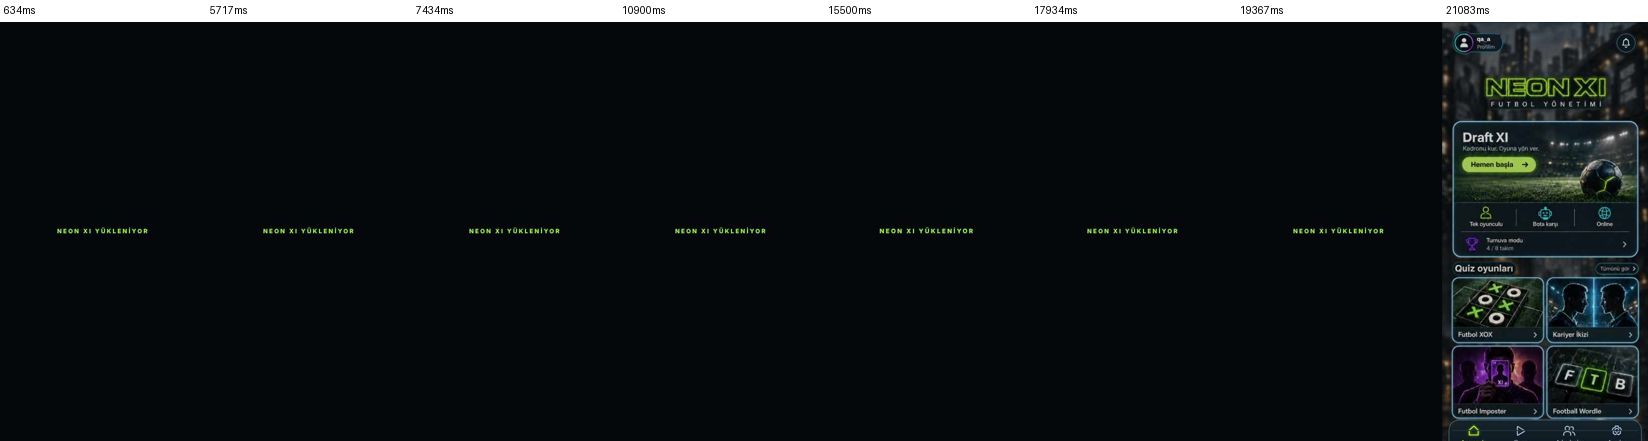 634ms 5717ms 7434ms 10900ms 15500ms 17934ms 19367ms 21083ms
NEON XI YÜKLENİYOR NEON XI YÜKLENİYOR NEON XI YÜKLENİYOR NEON XI YÜKLENİYOR NEON XI YÜKLENİYOR NEON XI YÜKLENİYOR NEON XI YÜKLENİYOR
qa_a
Profilim
NEON XI
FUTBOL YÖNETİMİ
Draft XI
Kadronu kur. Oyuna yön ver.
Hemen başla →
Tek oyunculu Bota karşı Online
Turnuva modu
4 / 8 takım
Quiz oyunları Tümünü gör
Futbol XOX Kariyer İkizi
XI
F T B
Futbol Imposter Football Wordle